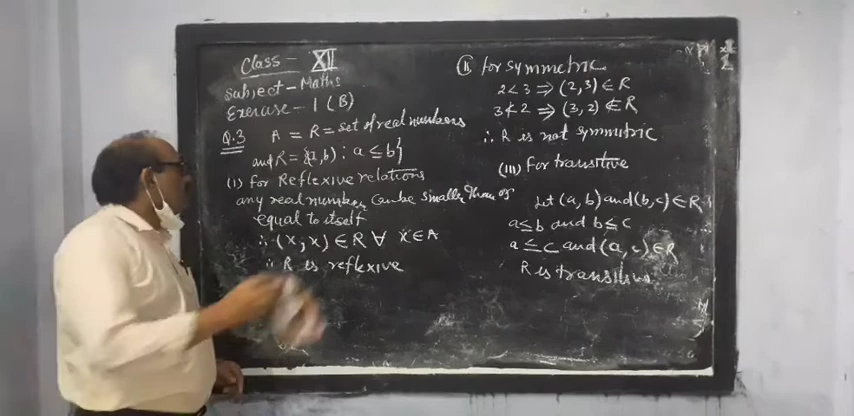 Class - XII
Subject - Maths
Exercise - 1 (B)
Q.3 A = R = set of real numbers
and R = {(a, b) : a ≤ b}
(i) for Reflexive relations
any real number can be smaller than or
equal to itself
∴ (x, x) ∈ R ∀ x ∈ A
∴ R is reflexive
(ii) for symmetric
2 < 3 ⇒ (2, 3) ∈ R
3 ≮ 2 ⇒ (3, 2) ∉ R
∴ R is not symmetric
(III) for transitive
Let (a, b) and (b, c) ∈ R
a ≤ b and b ≤ c
a ≤ c and (a, c) ∈ R
R is transitive